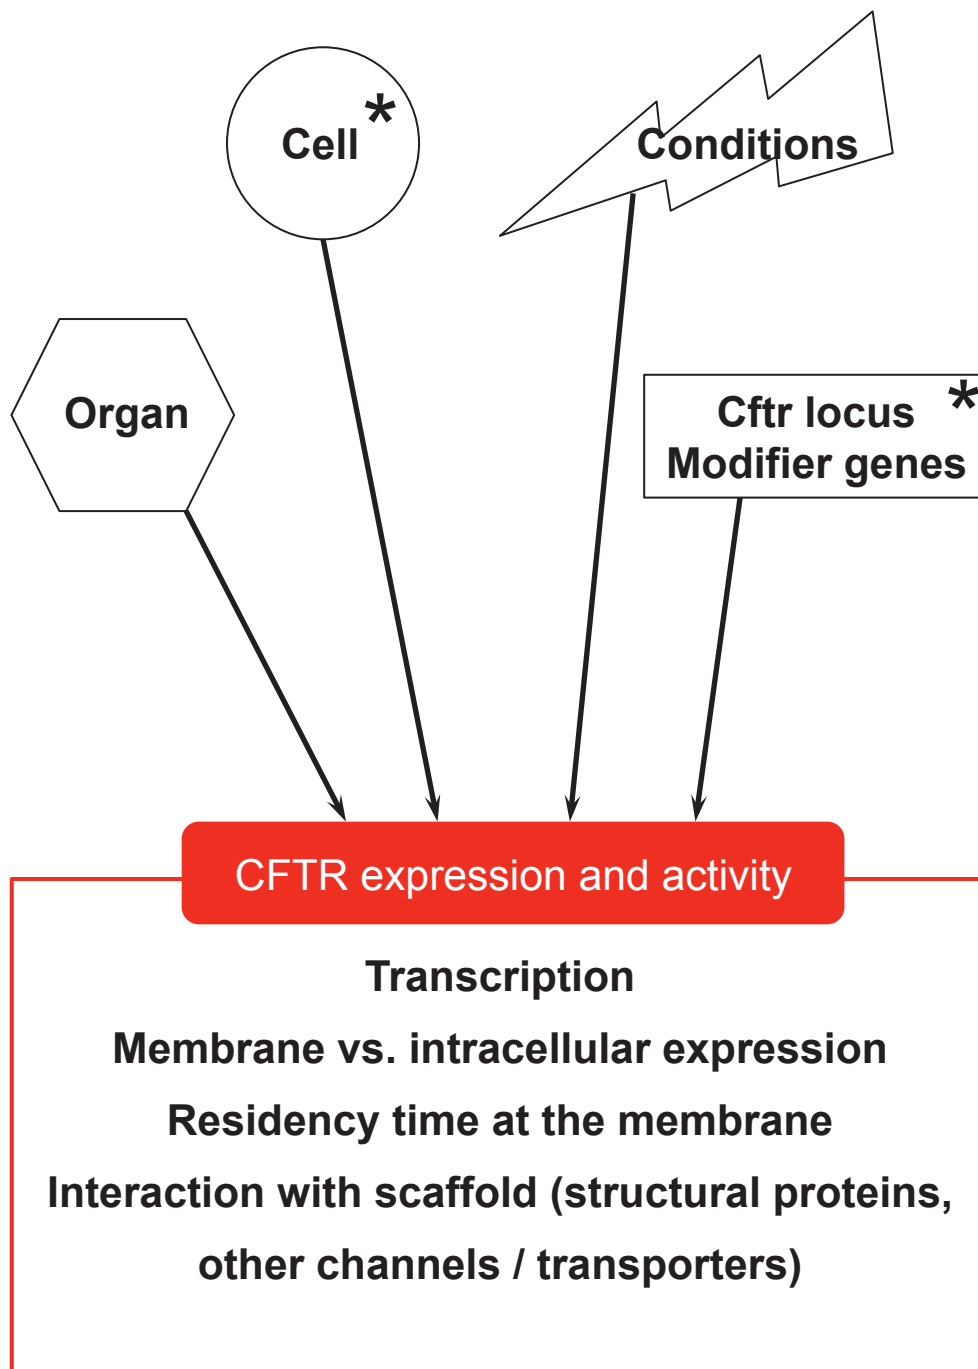 Cell *
Conditions
Organ
Cftr locus *
Modifier genes
CFTR expression and activity
Transcription
Membrane vs. intracellular expression
Residency time at the membrane
Interaction with scaffold (structural proteins,
other channels / transporters)